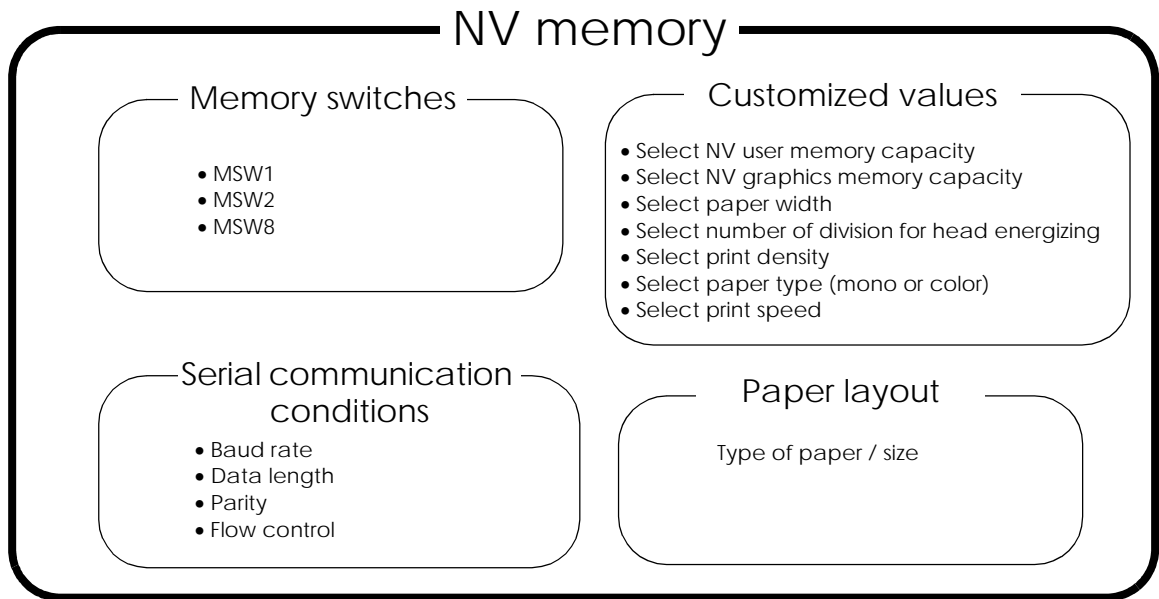 NV memory
Memory switches
• MSW1
• MSW2
• MSW8
Customized values
• Select NV user memory capacity
• Select NV graphics memory capacity
• Select paper width
• Select number of division for head energizing
• Select print density
• Select paper type (mono or color)
• Select print speed
Serial communication
conditions
• Baud rate
• Data length
• Parity
• Flow control
Paper layout
Type of paper / size